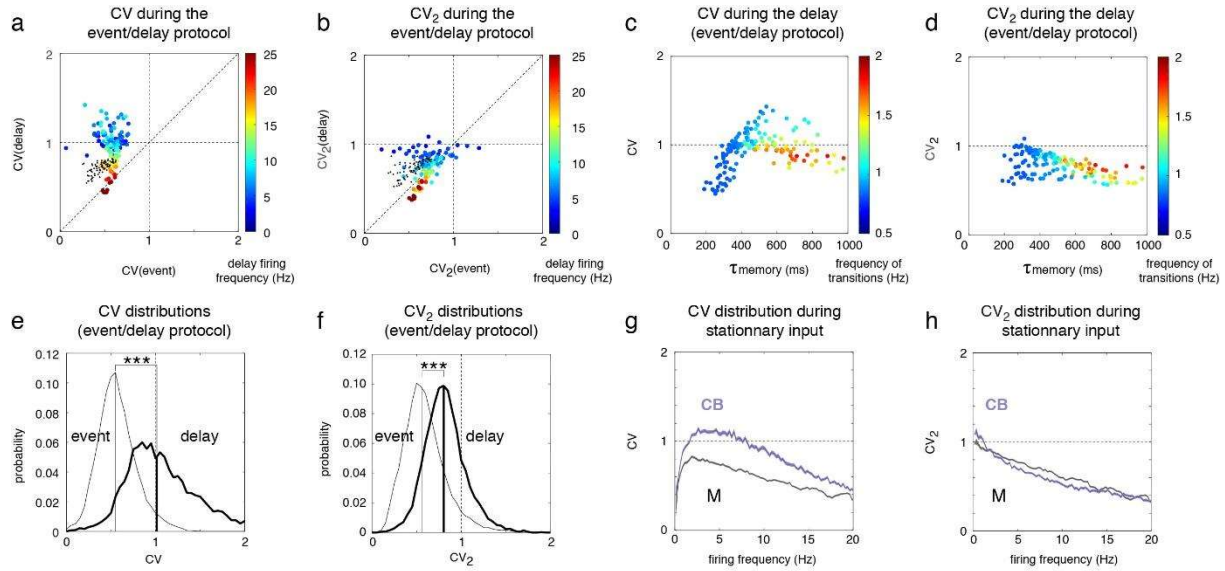 a
CV during the
event/delay protocol
2
1
0
0
1
2
CV(delay)
CV(event)
25
20
15
10
5
0
delay firing
frequency (Hz)
b
CV2 during the
event/delay protocol
2
1
0
0
1
2
CV2(delay)
CV2(event)
25
20
15
10
5
0
delay firing
frequency (Hz)
c
CV during the delay
(event/delay protocol)
2
1
0
200 400 600 800 1000
CV
τmemory (ms)
2
1.5
1
0.5
frequency of
transitions (Hz)
d
CV2 during the delay
(event/delay protocol)
2
1
0
200 400 600 800 1000
CV2
τmemory (ms)
2
1.5
1
0.5
frequency of
transitions (Hz)
e
CV distributions
(event/delay protocol)
0.12
0.10
0.08
0.06
0.04
0.02
0
0
1
2
probability
CV
***
event
delay
f
CV2 distributions
(event/delay protocol)
0.12
0.10
0.08
0.06
0.04
0.02
0
0
1
2
probability
CV2
***
event
delay
g
CV distribution during
stationnary input
2
1
0
0 5 10 15 20
CV
firing frequency (Hz)
CB
M
h
CV2 distribution during
stationnary input
2
1
0
0 5 10 15 20
CV2
firing frequency (Hz)
CB
M